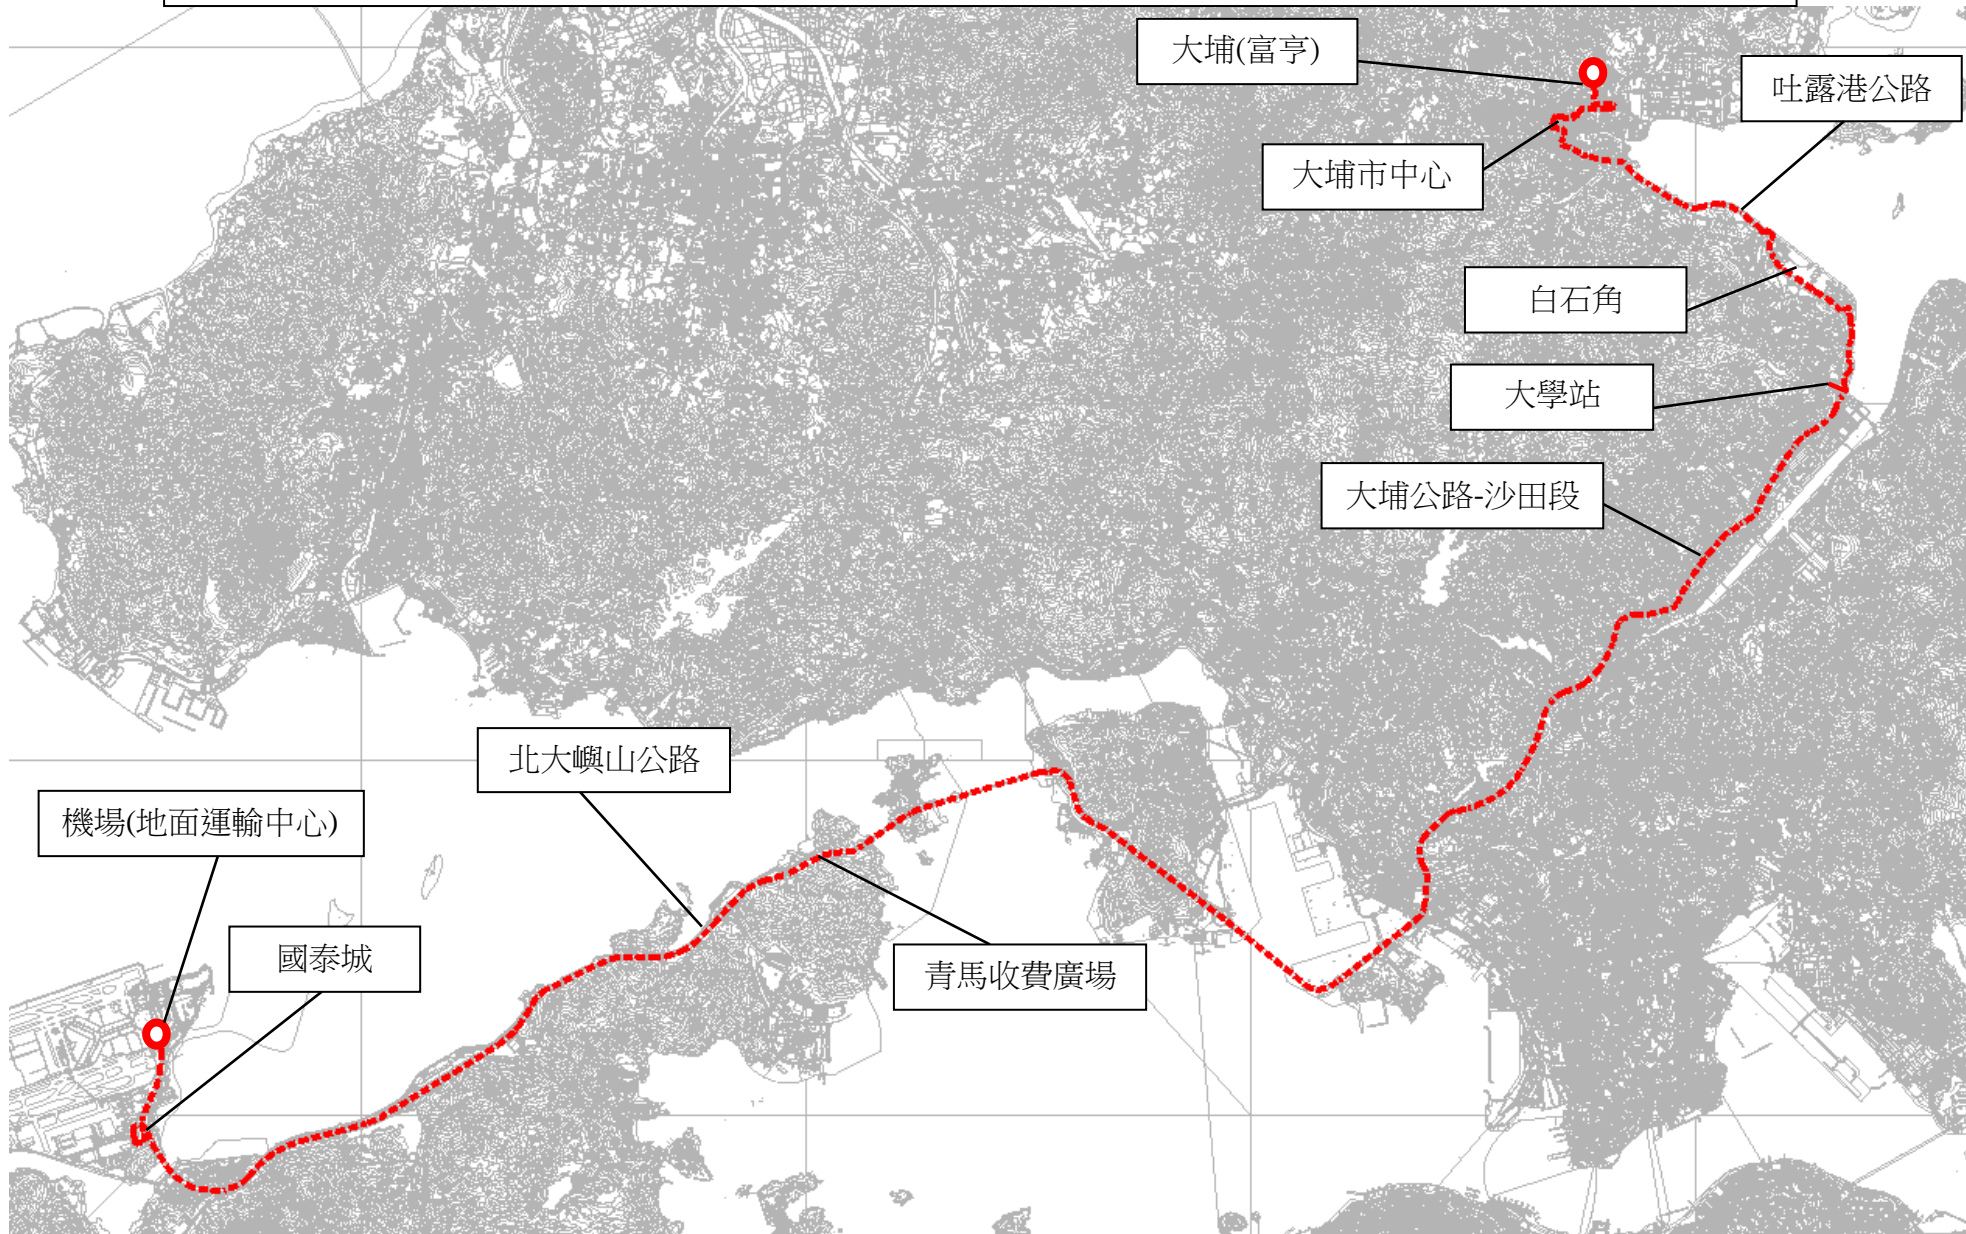 大埔(富亨)
吐露港公路
大埔市中心
白石角
大學站
大埔公路-沙田段
北大嶼山公路
機場(地面運輸中心)
國泰城
青馬收費廣場